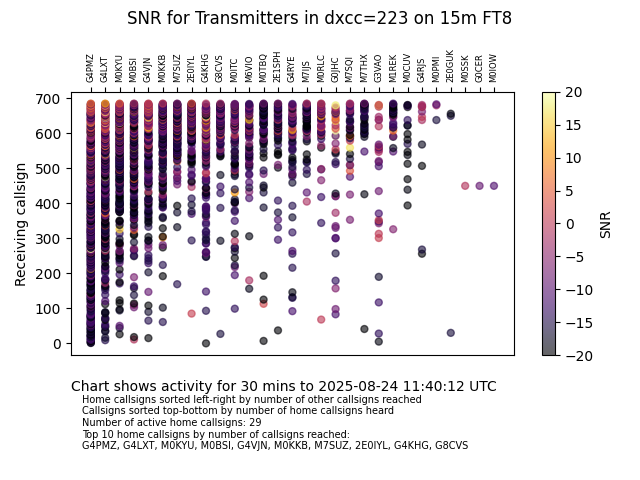 SNR for Transmitters in dxcc=223 on 15m FT8
G4PMZ G4LXT M0KYU M0BSI G4VJN M0KKB M7SUZ 2E0IYL G4KHG G8CVS M0ITC M6VIO M0TBQ 2E1SPH G4RYE M7IJS M0RLC G0JHC M7SQI M7THX G3VAO M1REK M0CUV G4RJS M0PMI 2E0GUK M0SSK G0CER M0IOW
700
600
500
400
300
200
100
0
Receiving callsign
20
15
10
5
0
−5
−10
−15
−20
SNR
Chart shows activity for 30 mins to 2025-08-24 11:40:12 UTC
Home callsigns sorted left-right by number of other callsigns reached
Callsigns sorted top-bottom by number of home callsigns heard
Number of active home callsigns: 29
Top 10 home callsigns by number of callsigns reached:
G4PMZ, G4LXT, M0KYU, M0BSI, G4VJN, M0KKB, M7SUZ, 2E0IYL, G4KHG, G8CVS